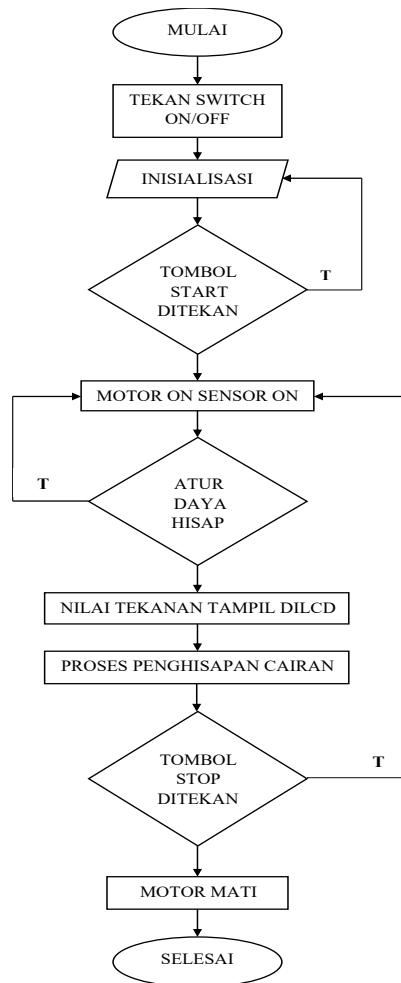 MULAI
TEKAN SWITCH
ON/OFF
INISIALISASI
TOMBOL
START
DITEKAN
T
MOTOR ON SENSOR ON
T
ATUR
DAYA
HISAP
NILAI TEKANAN TAMPIL DILCD
PROSES PENGHISAPAN CAIRAN
TOMBOL
STOP
DITEKAN
T
MOTOR MATI
SELESAI